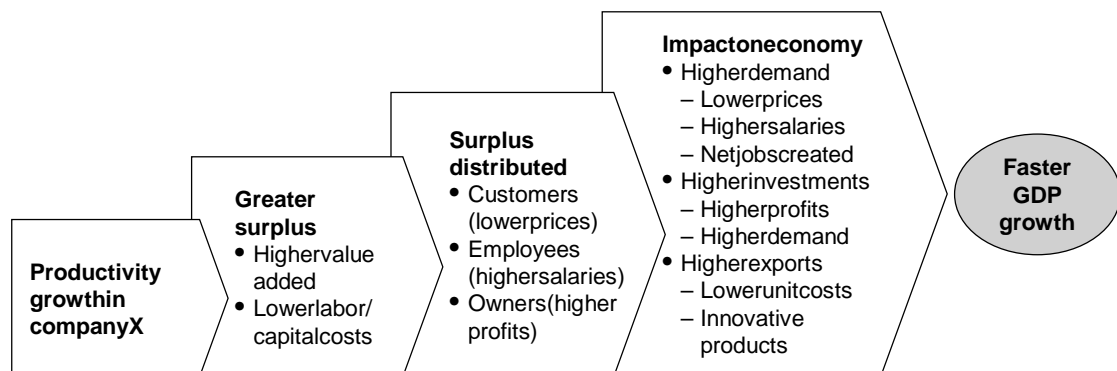 Productivity
growthin
companyX
Greater
surplus
• Highervalue
added
• Lowerlabor/
capitalcosts
Surplus
distributed
• Customers
(lowerprices)
• Employees
(highersalaries)
• Owners(higher
profits)
Impactoneconomy
• Higherdemand
– Lowerprices
– Highersalaries
– Netjobscreated
• Higherinvestments
– Higherprofits
– Higherdemand
• Higherexports
– Lowerunitcosts
– Innovative
products
Faster
GDP
growth